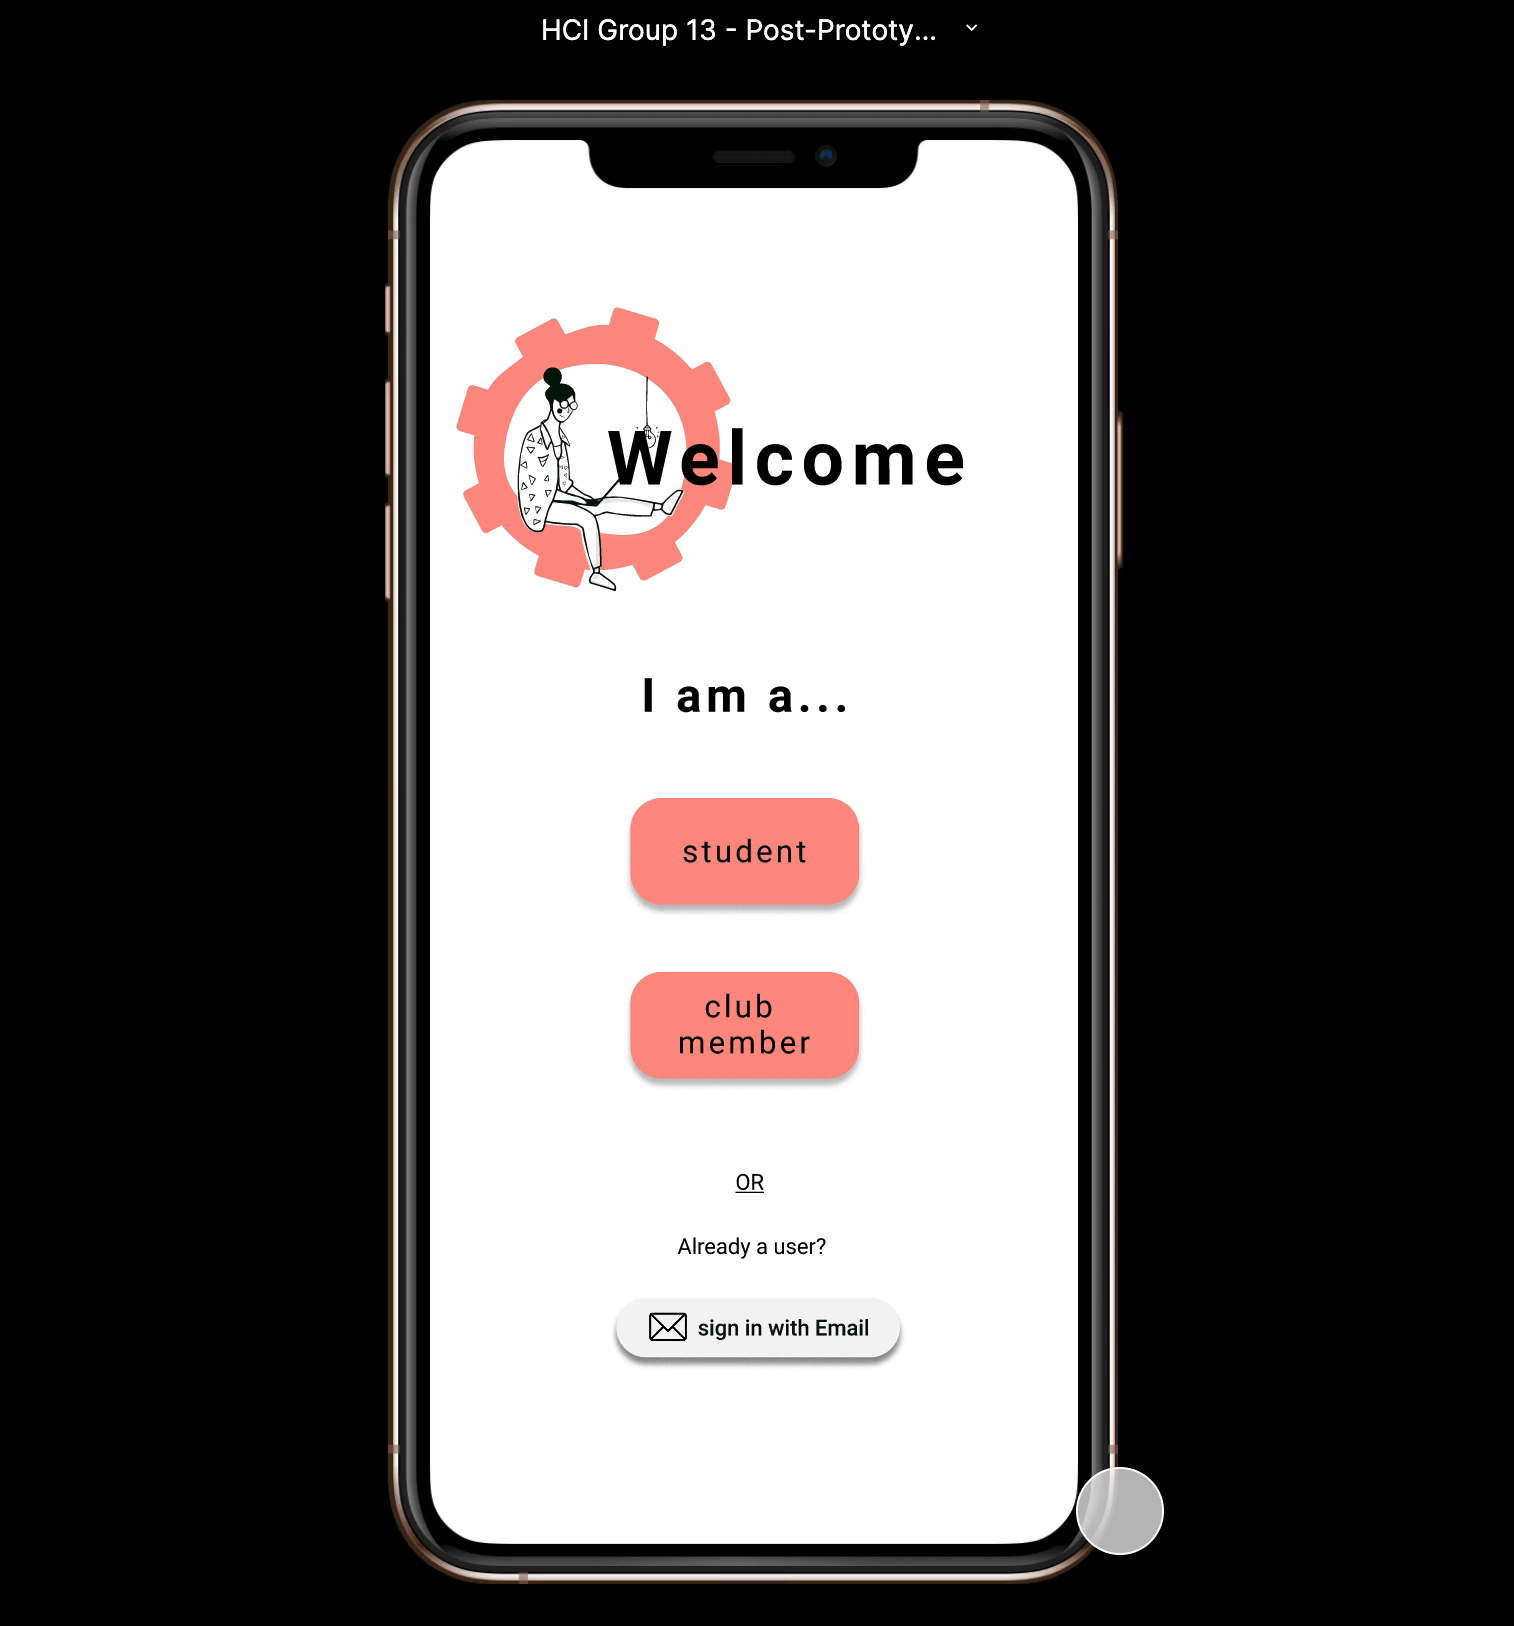 HCI Group 13 - Post-Prototy...
Welcome
I am a...
student
club
member
OR
Already a user?
sign in with Email